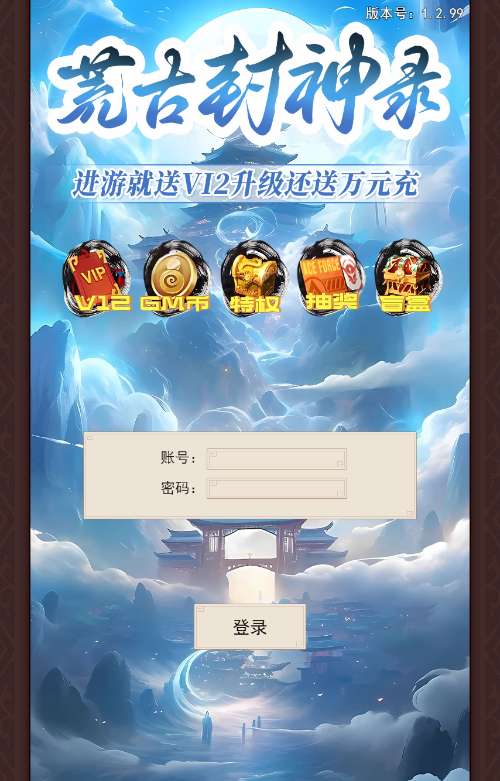 版本号：1.2.99
荒古封神录
进游就送V12升级还送万元充
VIP ACE FORCE
V12 GM币 特权 抽奖 盲盒
账号：
密码：
登录